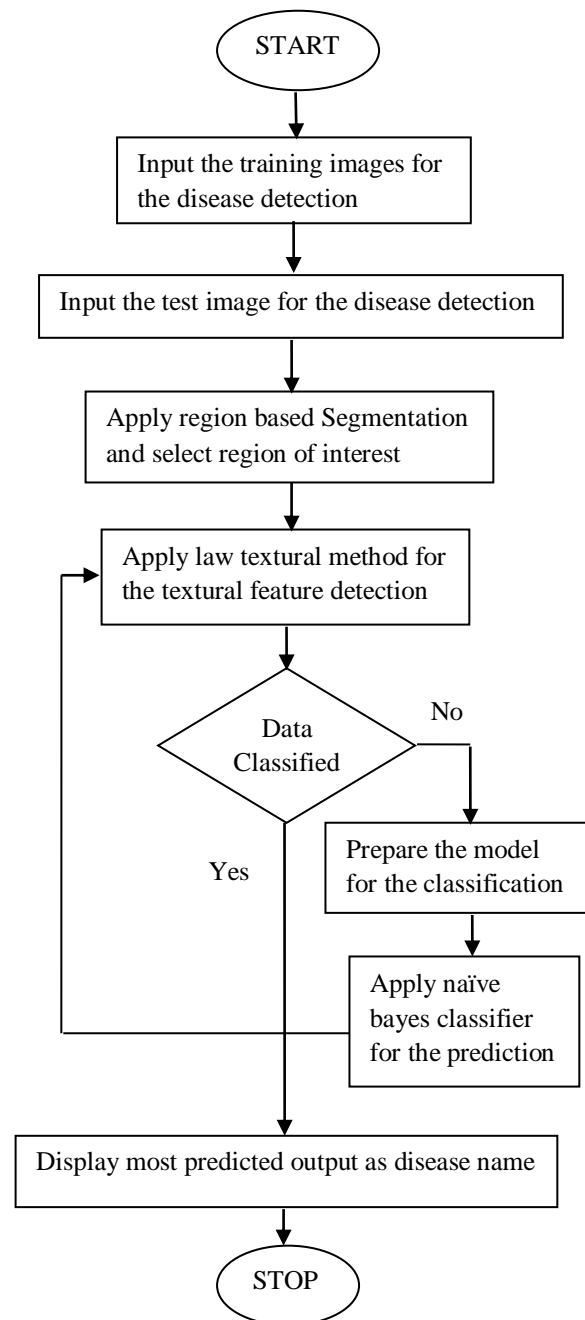 START
Input the training images for
the disease detection
Input the test image for the disease detection
Apply region based Segmentation
and select region of interest
Apply law textural method for
the textural feature detection
Data
Classified
No
Yes
Prepare the model
for the classification
Apply naïve
bayes classifier
for the prediction
Display most predicted output as disease name
STOP